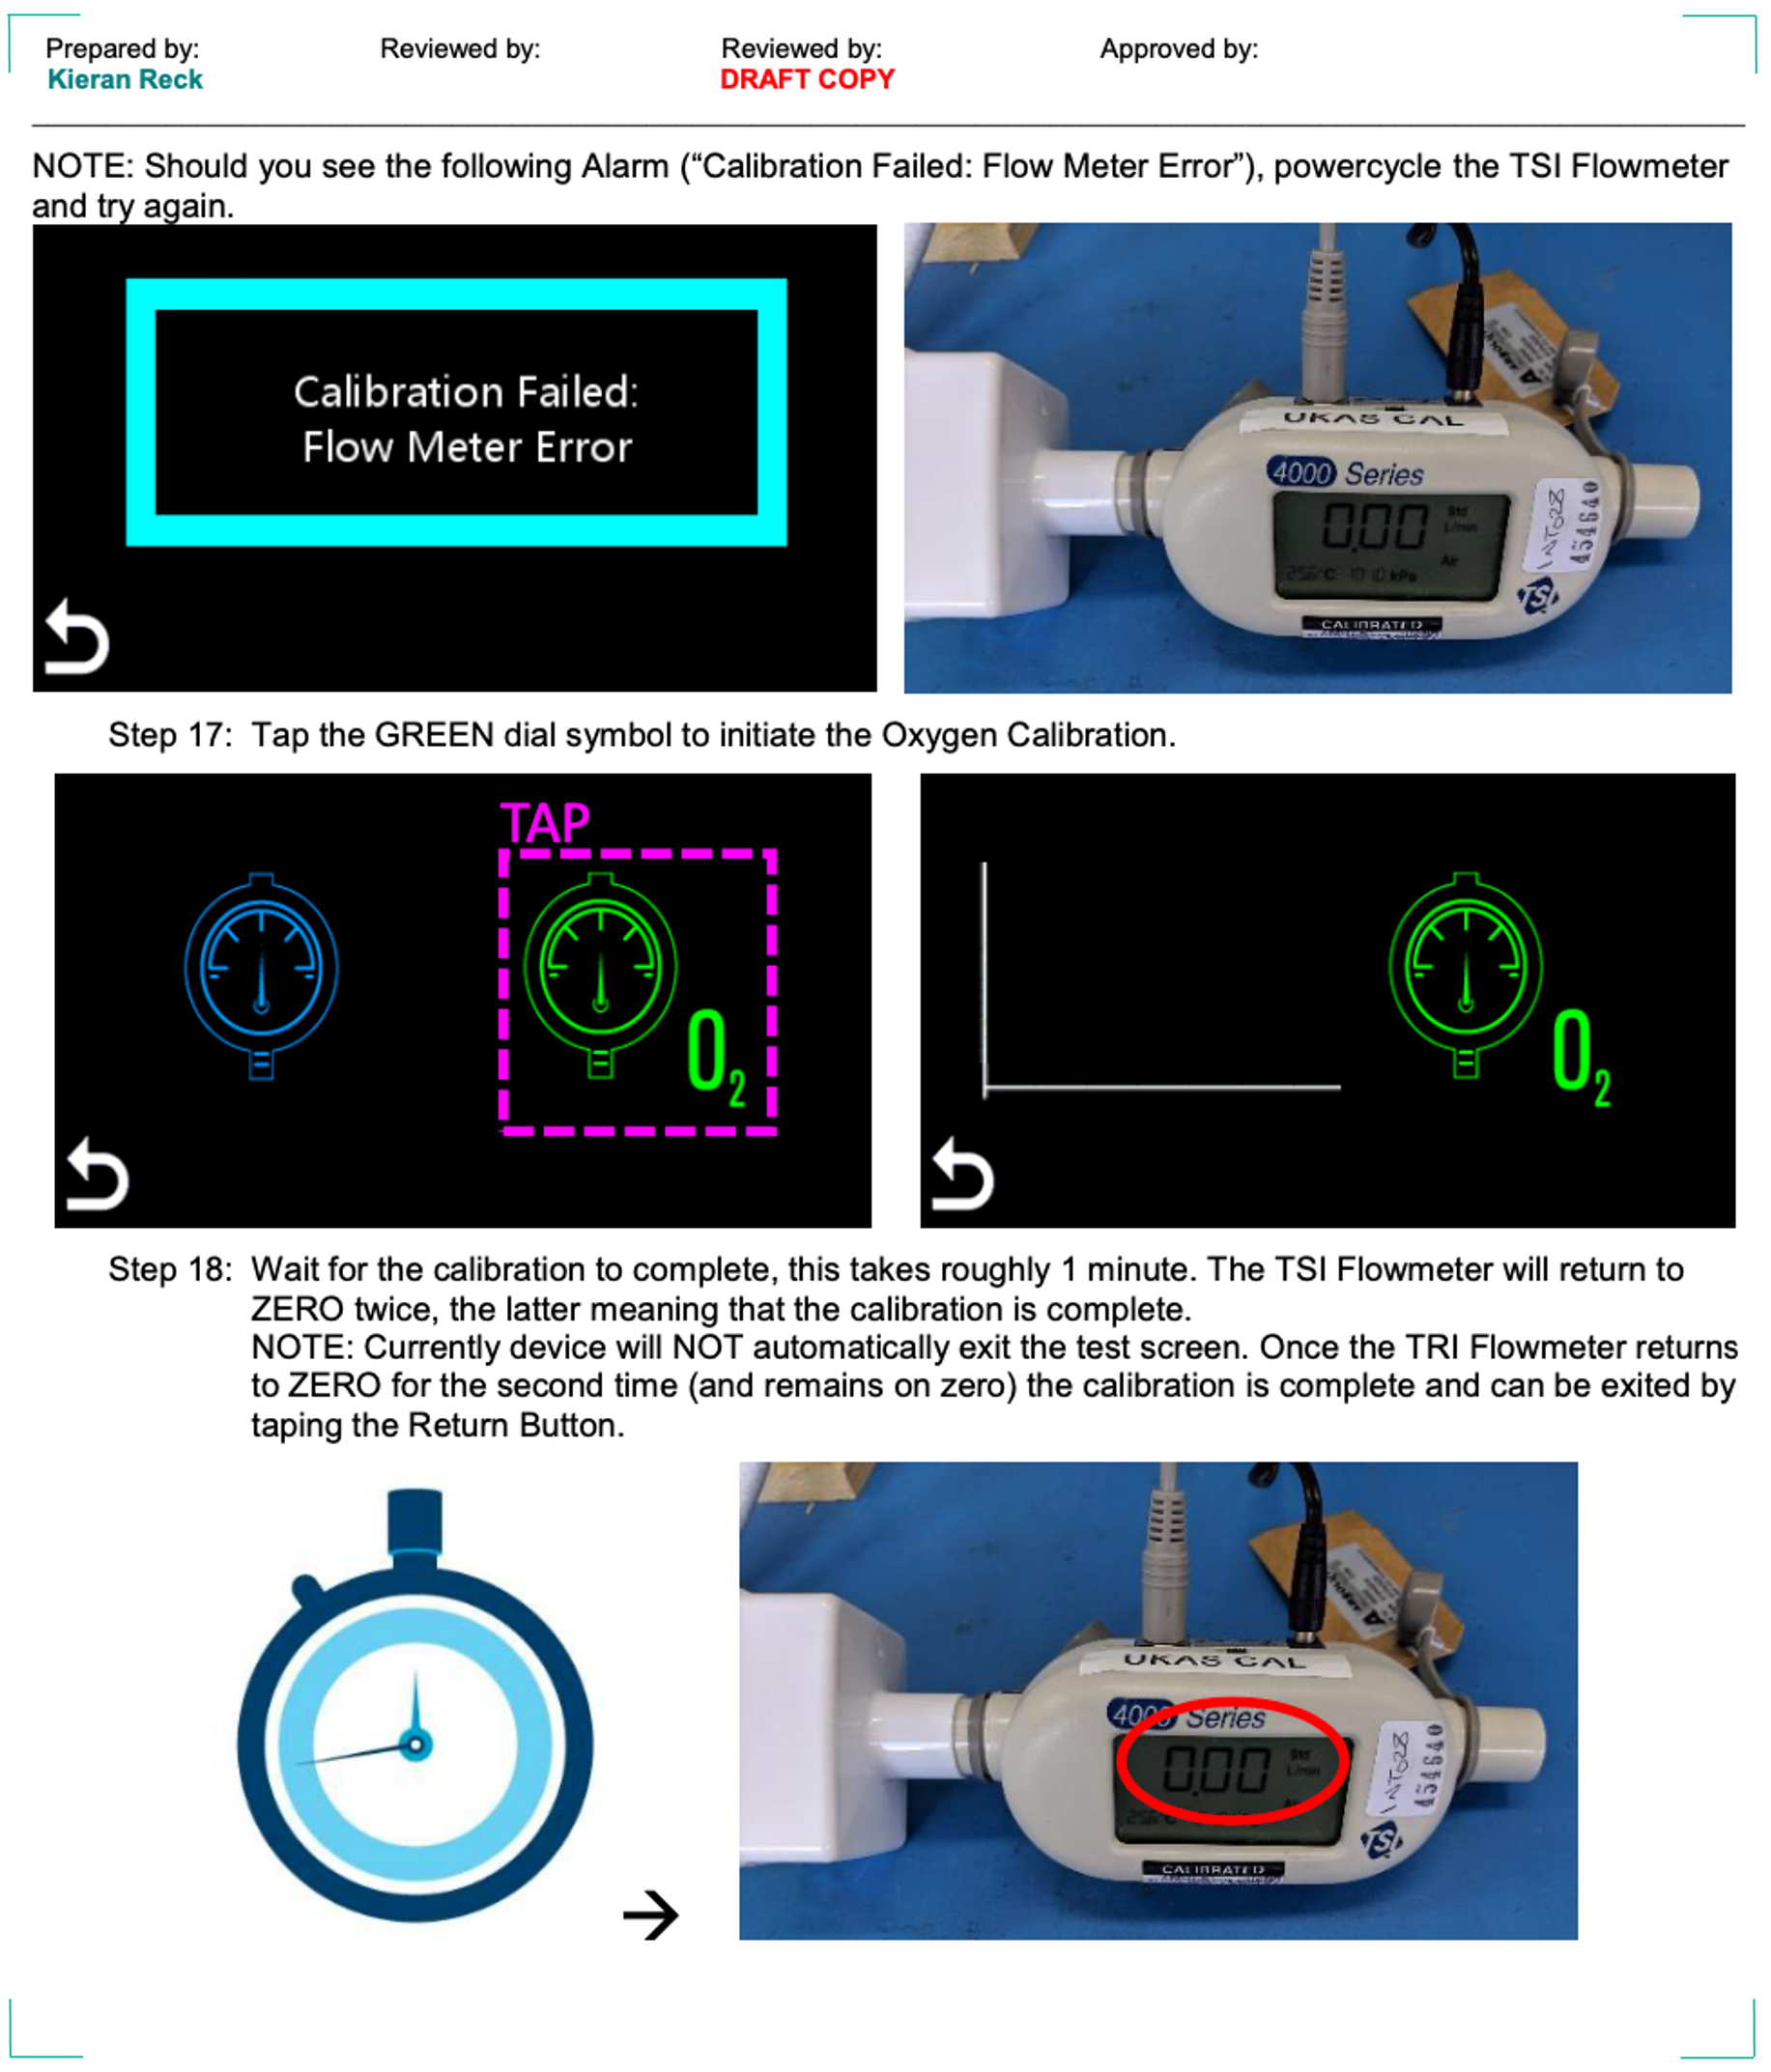 Prepared by: Reviewed by: Reviewed by: Approved by:
Kieran Reck DRAFT COPY
NOTE: Should you see the following Alarm (“Calibration Failed: Flow Meter Error”), powercycle the TSI Flowmeter
and try again.
Calibration Failed:
Flow Meter Error
UKAS CAL
4000 Series
0.00 Std
L/min
Air
25.6°C kPa
INT028
454640
TSI
CALIBRATED
Step 17: Tap the GREEN dial symbol to initiate the Oxygen Calibration.
TAP
O2
O2
Step 18: Wait for the calibration to complete, this takes roughly 1 minute. The TSI Flowmeter will return to
ZERO twice, the latter meaning that the calibration is complete.
NOTE: Currently device will NOT automatically exit the test screen. Once the TRI Flowmeter returns
to ZERO for the second time (and remains on zero) the calibration is complete and can be exited by
taping the Return Button.
UKAS CAL
4000 Series
0.00 Std
L/min
INT028
454640
TSI
CALIBRATED